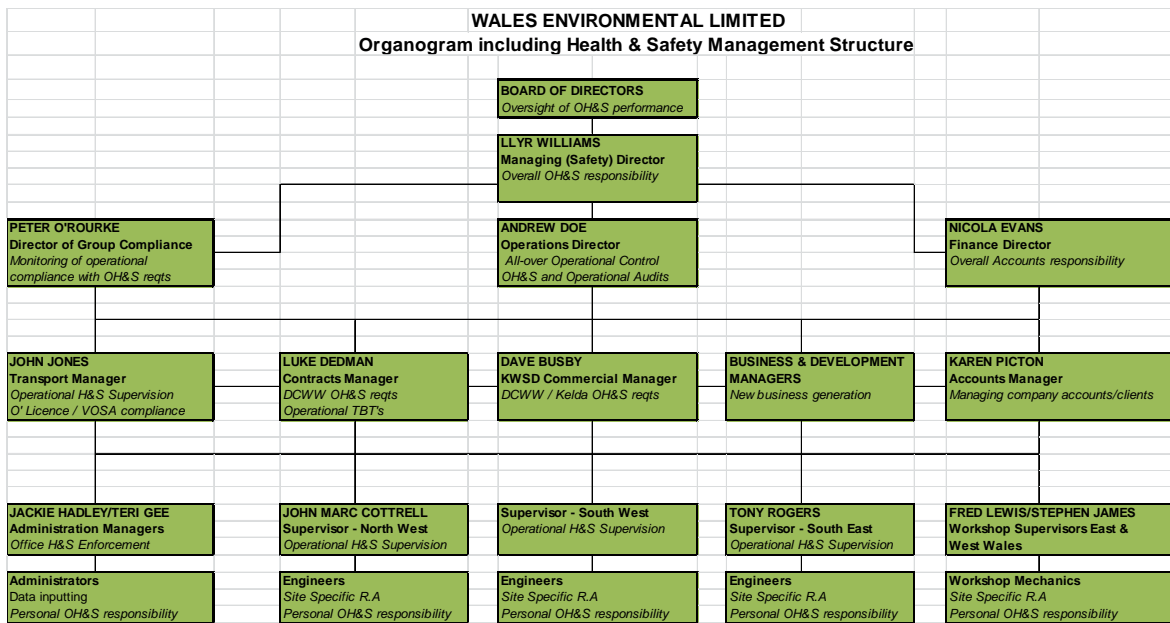 WALES ENVIRONMENTAL LIMITED
Organogram including Health & Safety Management Structure
BOARD OF DIRECTORS
Oversight of OH&S performance
LLYR WILLIAMS
Managing (Safety) Director
Overall OH&S responsibility
PETER O'ROURKE
Director of Group Compliance
Monitoring of operational
compliance with OH&S reqts
ANDREW DOE
Operations Director
All-over Operational Control
OH&S and Operational Audits
NICOLA EVANS
Finance Director
Overall Accounts responsibility
JOHN JONES
Transport Manager
Operational H&S Supervision
O' Licence / VOSA compliance
LUKE DEDMAN
Contracts Manager
DCWW OH&S reqts
Operational TBT's
DAVE BUSBY
KWSD Commercial Manager
DCWW / Kelda OH&S reqts
BUSINESS & DEVELOPMENT
MANAGERS
New business generation
KAREN PICTON
Accounts Manager
Managing company accounts/clients
JACKIE HADLEY/TERI GEE
Administration Managers
Office H&S Enforcement
JOHN MARC COTTRELL
Supervisor - North West
Operational H&S Supervision
Supervisor - South West
Operational H&S Supervision
TONY ROGERS
Supervisor - South East
Operational H&S Supervision
FRED LEWIS/STEPHEN JAMES
Workshop Supervisors East &
West Wales
Administrators
Data inputting
Personal OH&S responsibility
Engineers
Site Specific R.A
Personal OH&S responsibility
Engineers
Site Specific R.A
Personal OH&S responsibility
Engineers
Site Specific R.A
Personal OH&S responsibility
Workshop Mechanics
Site Specific R.A
Personal OH&S responsibility